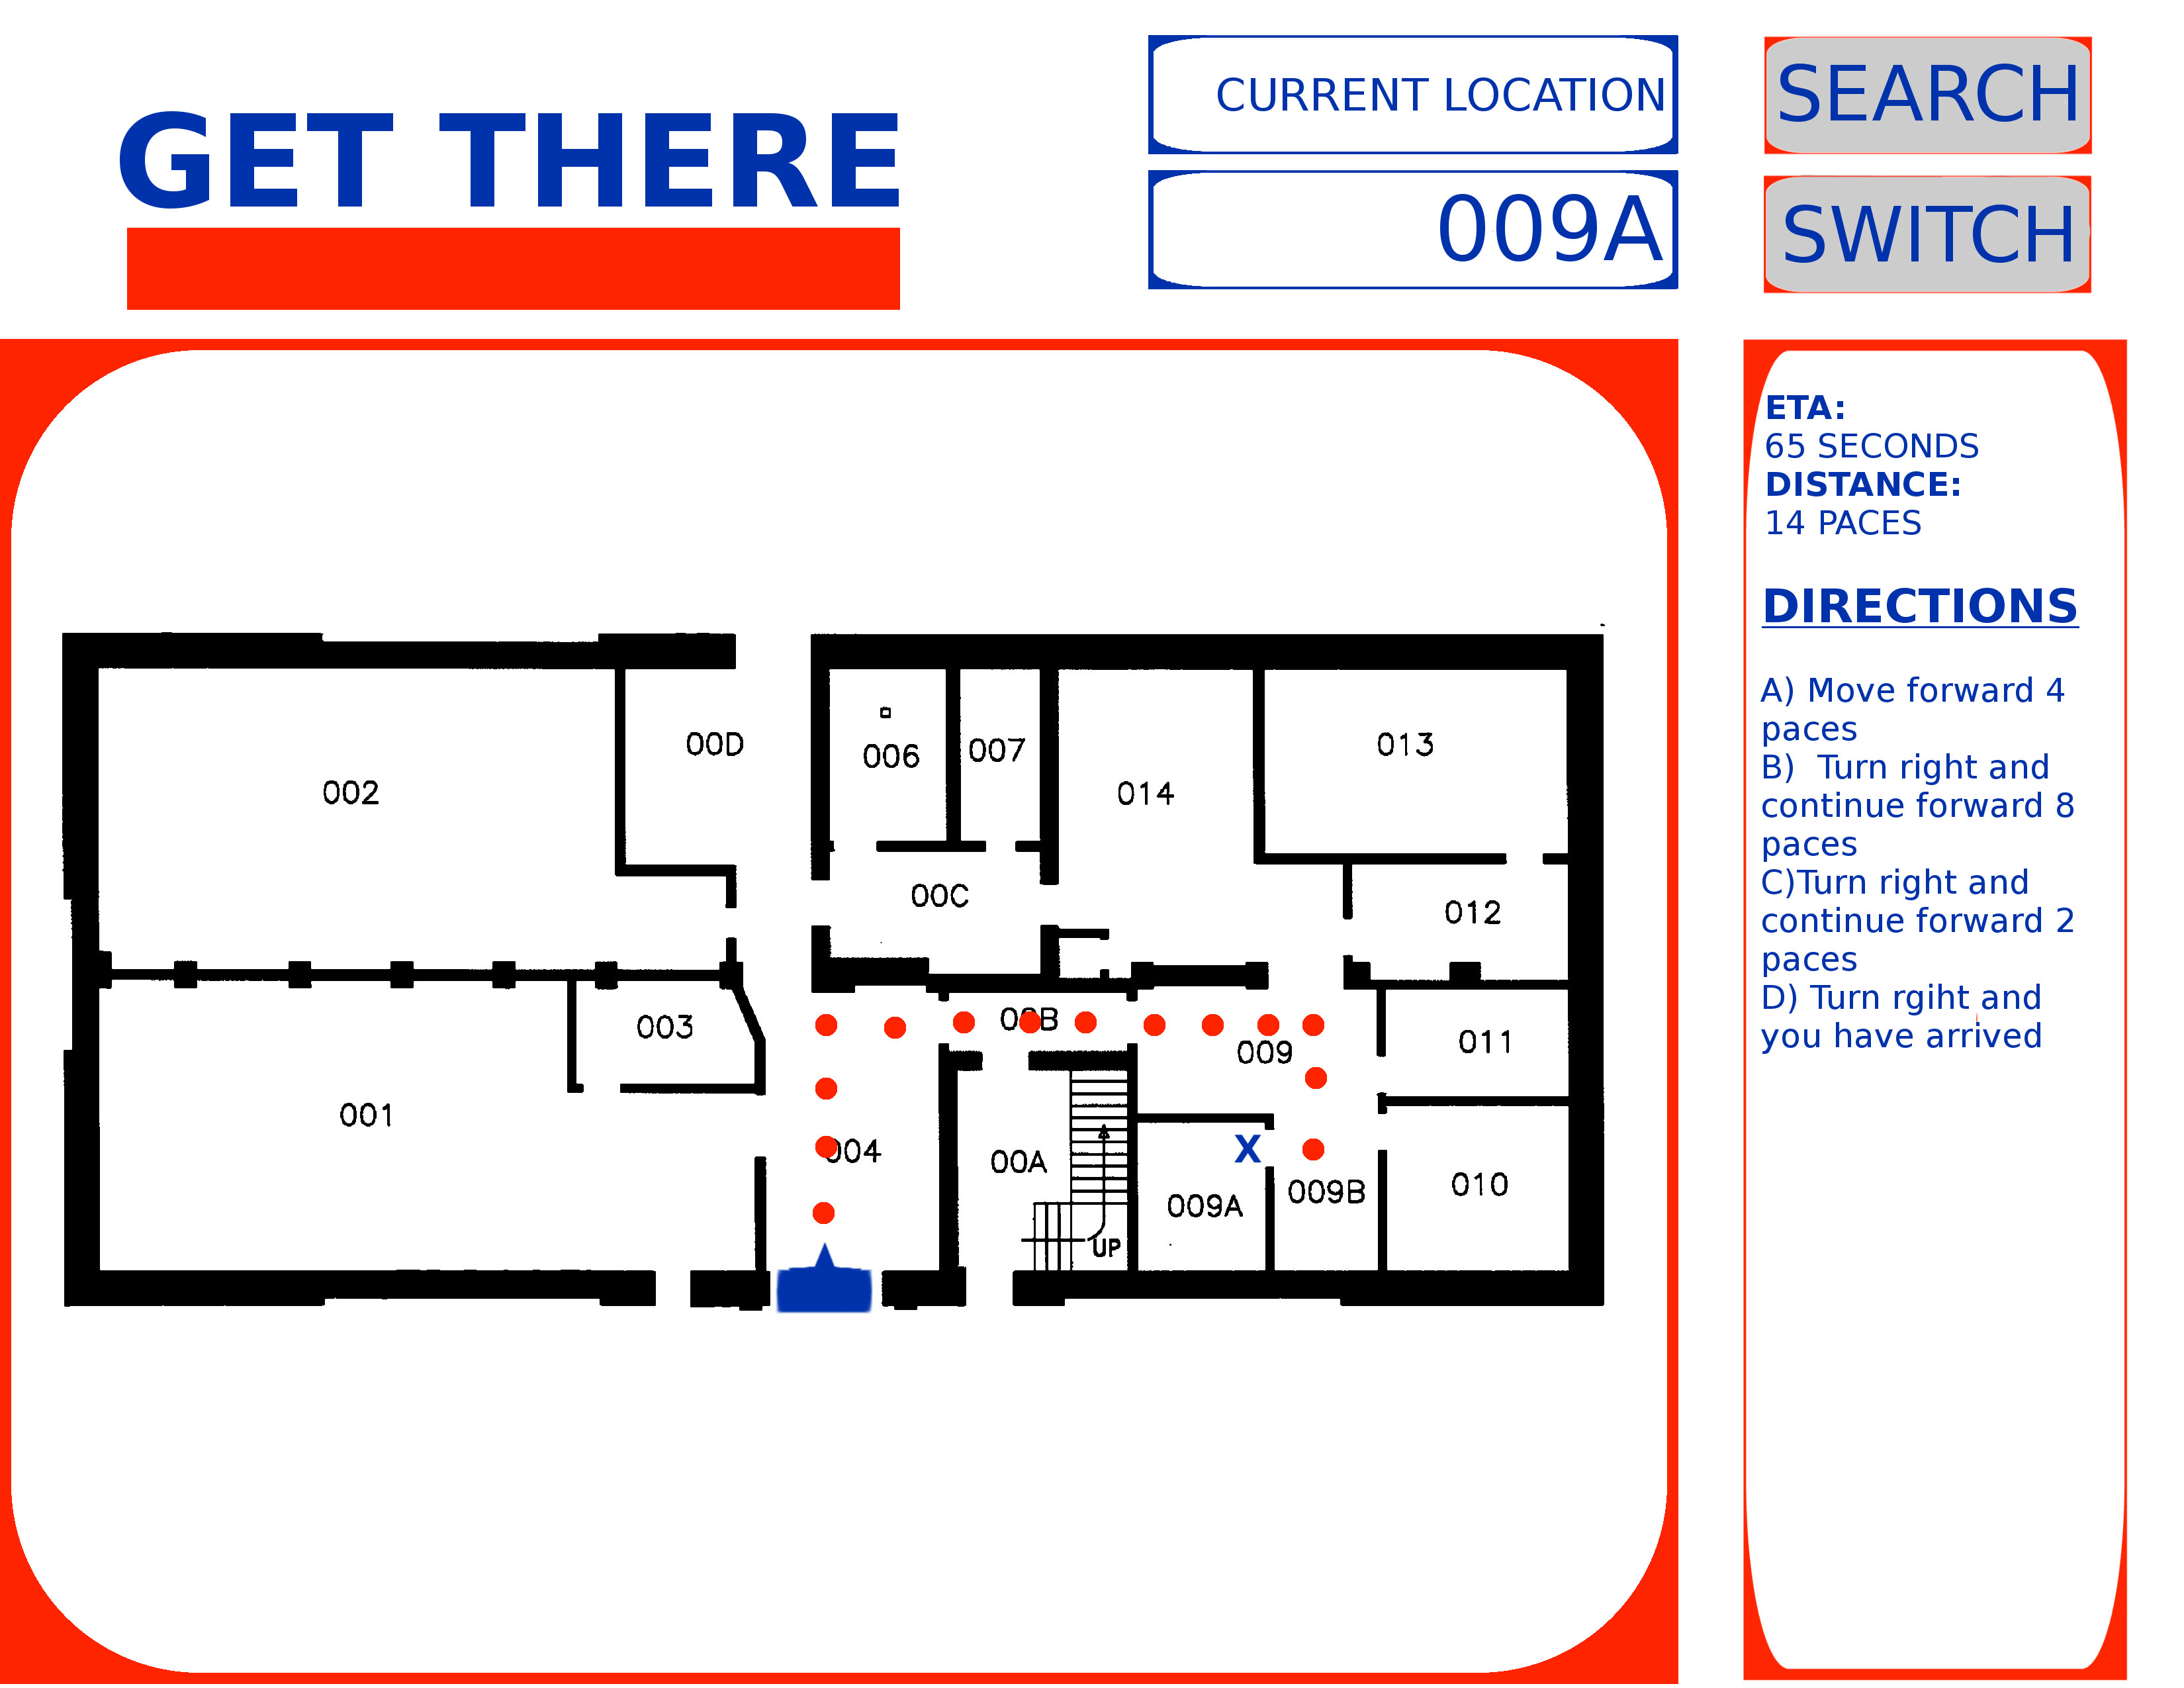 GET THERE
CURRENT LOCATION
009A
SEARCH
SWITCH
ETA:
65 SECONDS
DISTANCE:
14 PACES
DIRECTIONS
A) Move forward 4
paces
B)  Turn right and
continue forward 8
paces
C)Turn right and
continue forward 2
paces
D) Turn rgiht and
you have arrived
002
00D
006
007
014
013
00C
012
003
00B
009
011
001
004
00A
X
009A
009B
010
UP